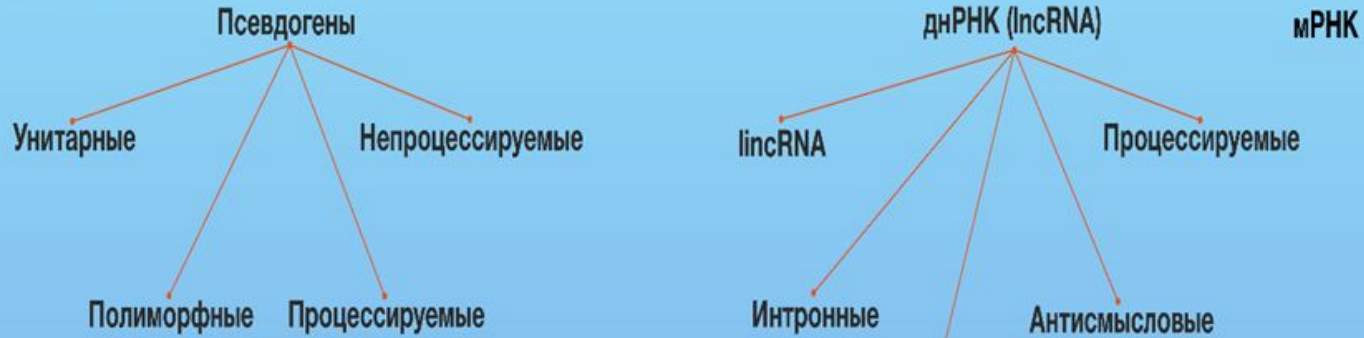 Псевдогены
днРНК (lncRNA)
мРНК
Унитарные
Непроцессируемые
lincRNA
Процессируемые
Полиморфные
Процессируемые
Интронные
Антисмысловые